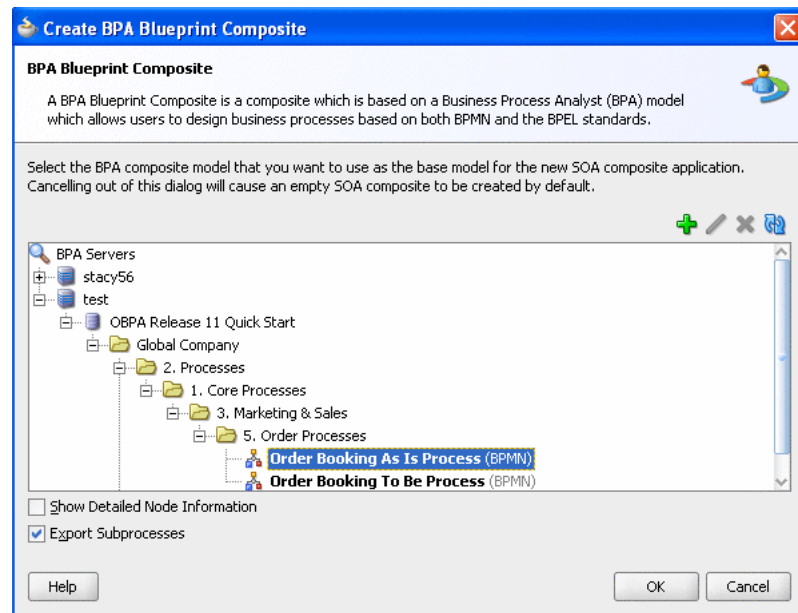 Create BPA Blueprint Composite
BPA Blueprint Composite
A BPA Blueprint Composite is a composite which is based on a Business Process Analyst (BPA) model
which allows users to design business processes based on both BPMN and the BPEL standards.
Select the BPA composite model that you want to use as the base model for the new SOA composite application.
Cancelling out of this dialog will cause an empty SOA composite to be created by default.
BPA Servers
stacy56
test
OBPA Release 11 Quick Start
Global Company
2. Processes
1. Core Processes
3. Marketing & Sales
5. Order Processes
Order Booking As Is Process (BPMN)
Order Booking To Be Process (BPMN)
Show Detailed Node Information
Export Subprocesses
Help OK Cancel